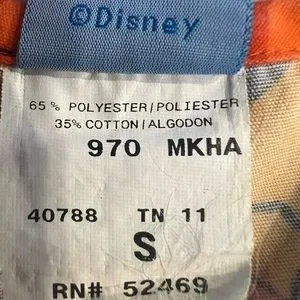 ©Disney
65% POLYESTER/POLIESTER
35% COTTON/ALGODON
970 MKHA
40788 TN 11
S
RN# 52469